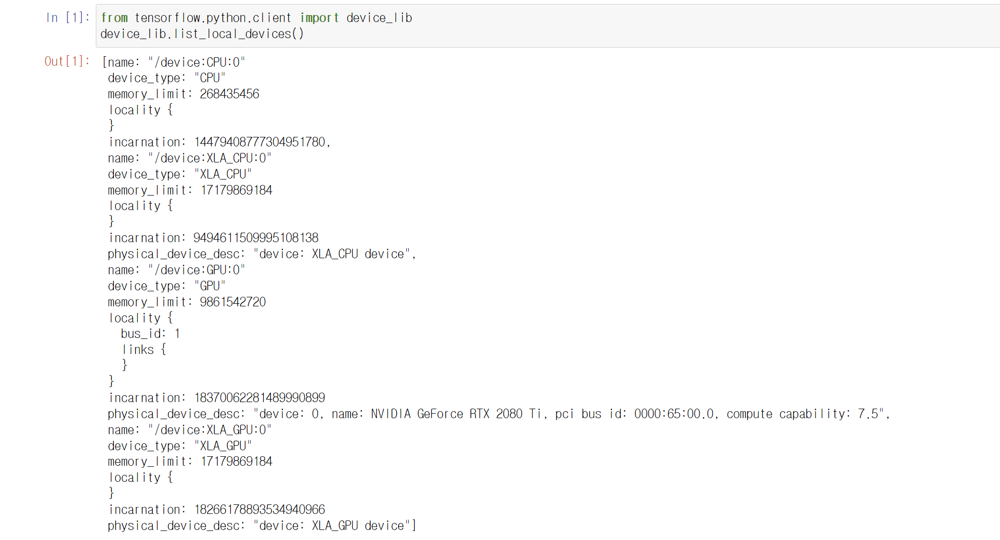 In [1]: from tensorflow.python.client import device_lib
device_lib.list_local_devices()
Out[1]: [name: "/device:CPU:0"
device_type: "CPU"
memory_limit: 268435456
locality {
}
incarnation: 14479408777304951780,
name: "/device:XLA_CPU:0"
device_type: "XLA_CPU"
memory_limit: 17179869184
locality {
}
incarnation: 9494611509995108138
physical_device_desc: "device: XLA_CPU device",
name: "/device:GPU:0"
device_type: "GPU"
memory_limit: 9861542720
locality {
  bus_id: 1
  links {
  }
}
incarnation: 18370062281489990899
physical_device_desc: "device: 0, name: NVIDIA GeForce RTX 2080 Ti, pci bus id: 0000:65:00.0, compute capability: 7.5",
name: "/device:XLA_GPU:0"
device_type: "XLA_GPU"
memory_limit: 17179869184
locality {
}
incarnation: 18266178893534940966
physical_device_desc: "device: XLA_GPU device"]